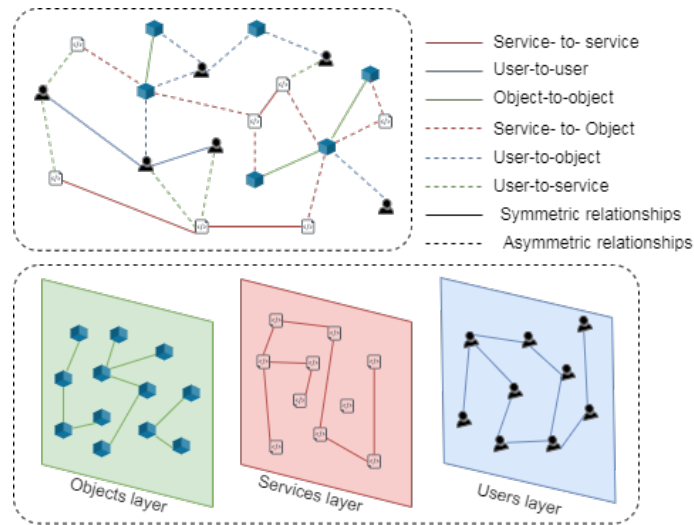 Service- to- service
User-to-user
Object-to-object
Service- to- Object
User-to-object
User-to-service
Symmetric relationships
Asymmetric relationships
Objects layer
Services layer
Users layer